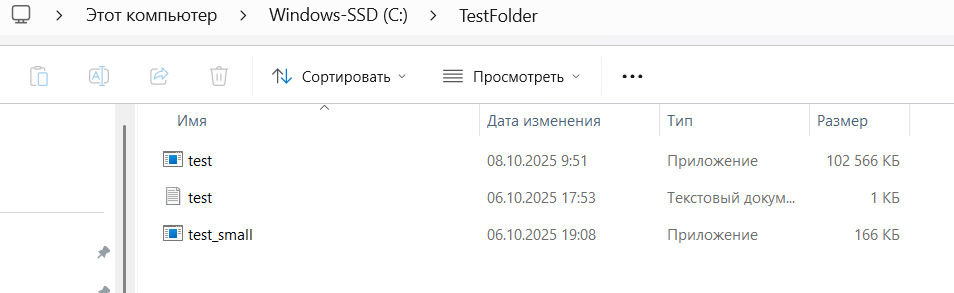 Этот компьютер > Windows-SSD (C:) > TestFolder
Сортировать Просмотреть
Имя Дата изменения Тип Размер
test 08.10.2025 9:51 Приложение 102 566 КБ
test 06.10.2025 17:53 Текстовый докум... 1 КБ
test_small 06.10.2025 19:08 Приложение 166 КБ